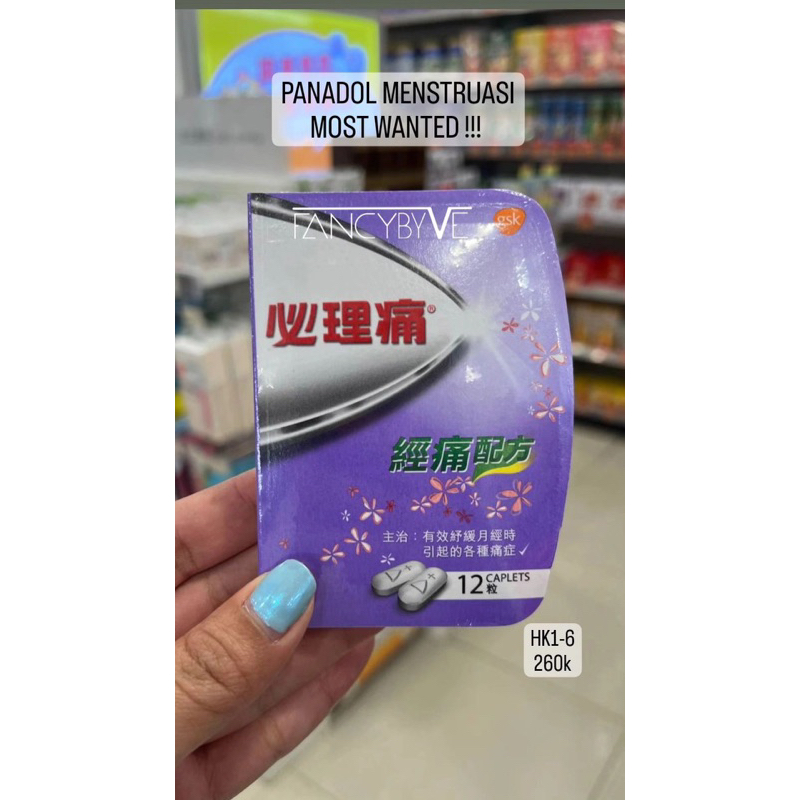 PANADOL MENSTRUASI
MOST WANTED !!!
FANCYBYVE
gsk
必理痛®
經痛配方
主治：有效紓緩月經時
引起的各種痛症✓
12 CAPLETS
粒
HK1-6
260k